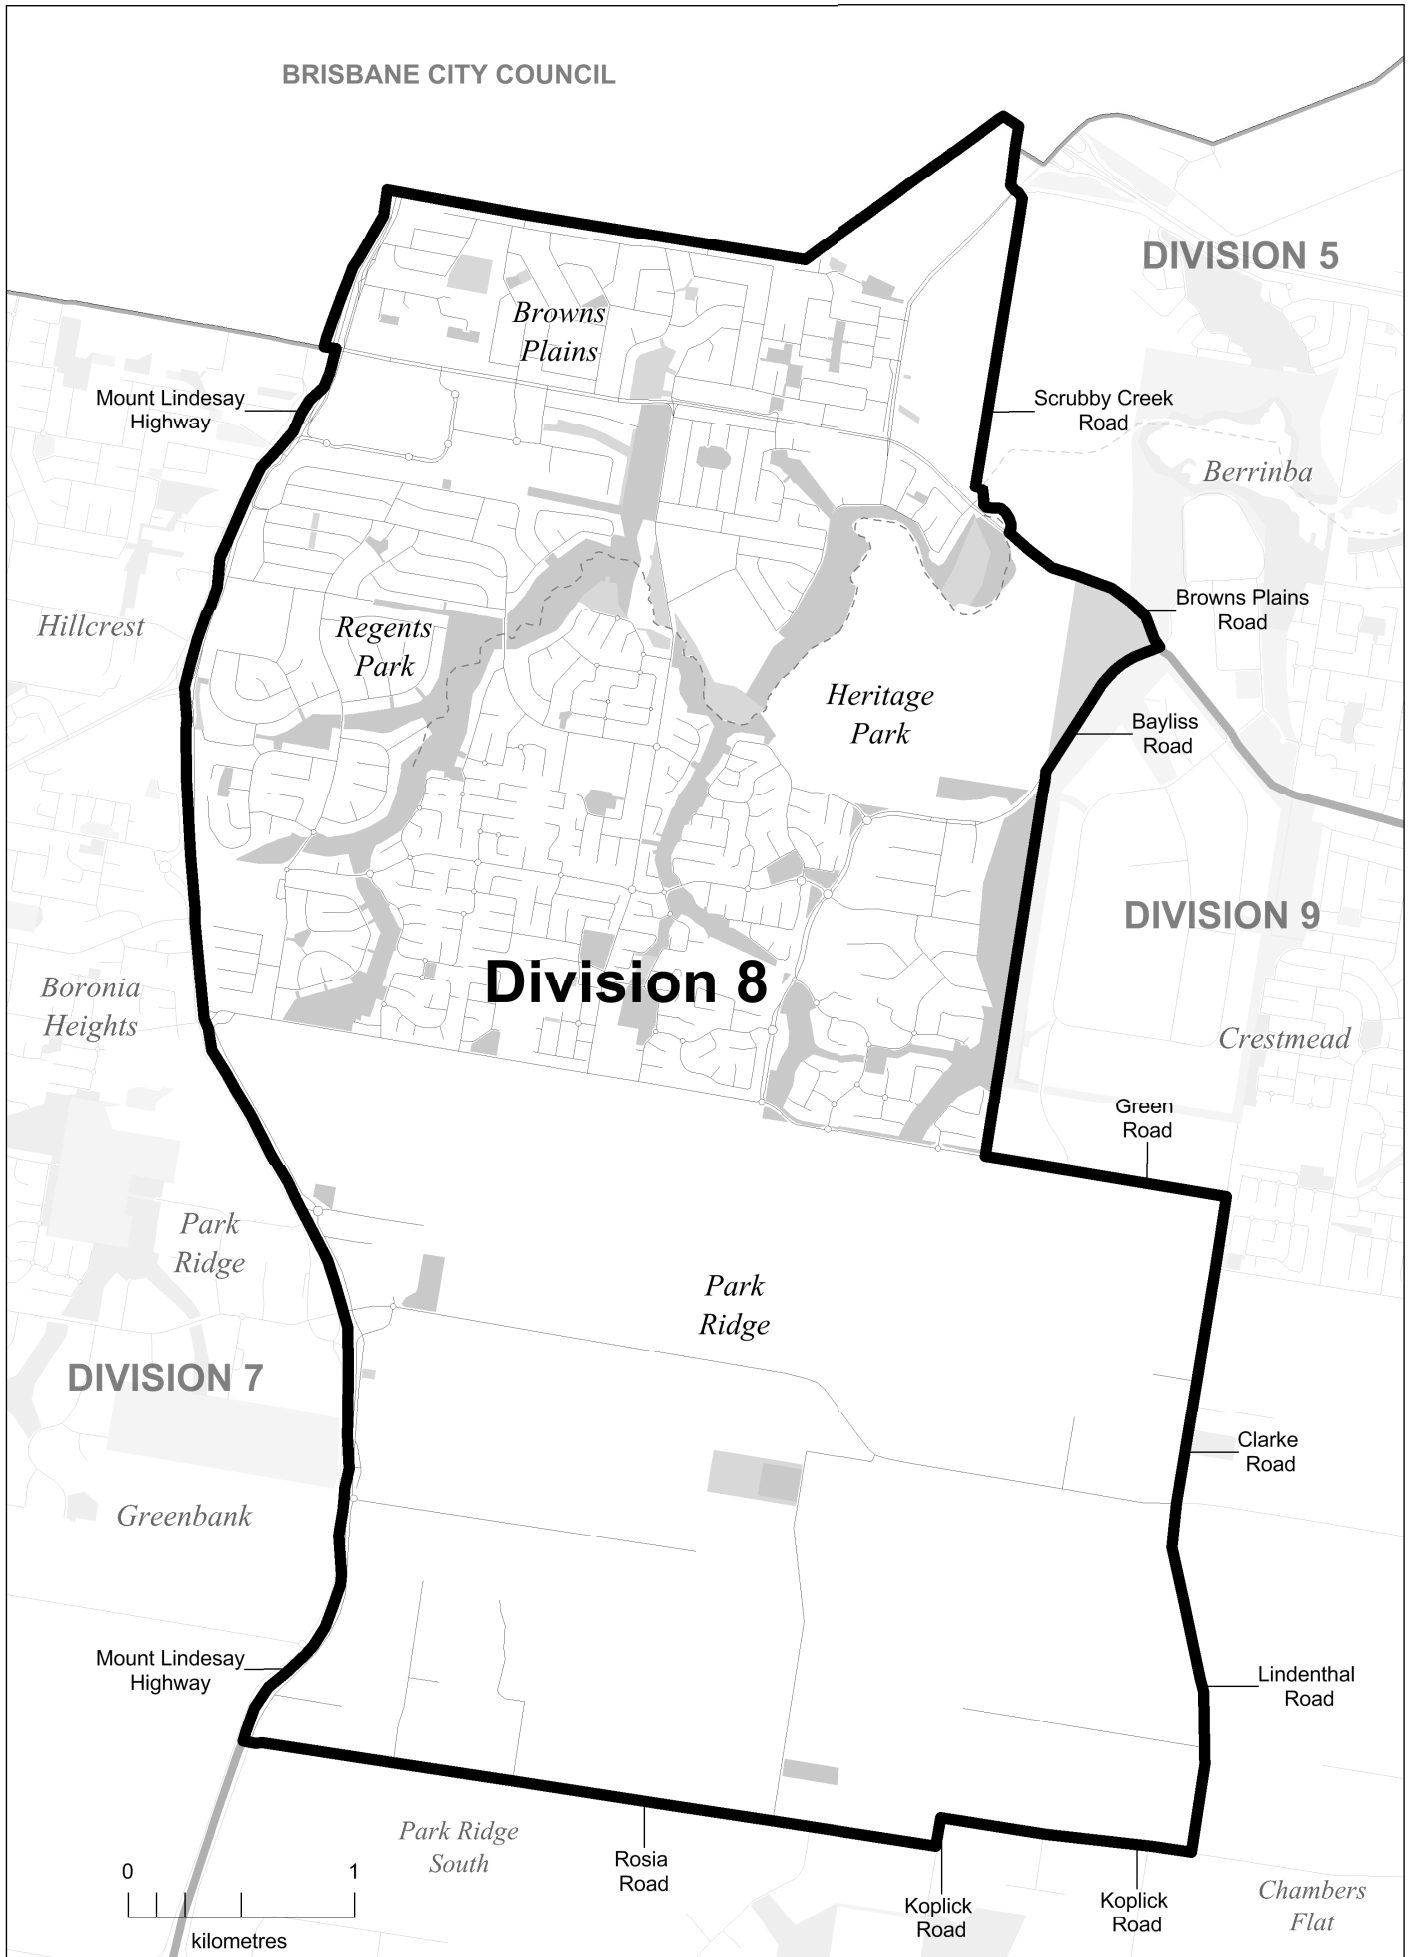 BRISBANE CITY COUNCIL
DIVISION 5
Browns
Plains
Mount Lindesay
Highway
Scrubby Creek
Road
Berrinba
Hillcrest
Regents
Park
Browns Plains
Road
Heritage
Park
Bayliss
Road
DIVISION 9
Division 8
Boronia
Heights
Crestmead
Green
Road
Park
Ridge
Park
Ridge
DIVISION 7
Clarke
Road
Greenbank
Mount Lindesay
Highway
Lindenthal
Road
Park Ridge
South
Rosia
Road
Koplick
Road
Koplick
Road
Chambers
Flat
0 1
kilometres